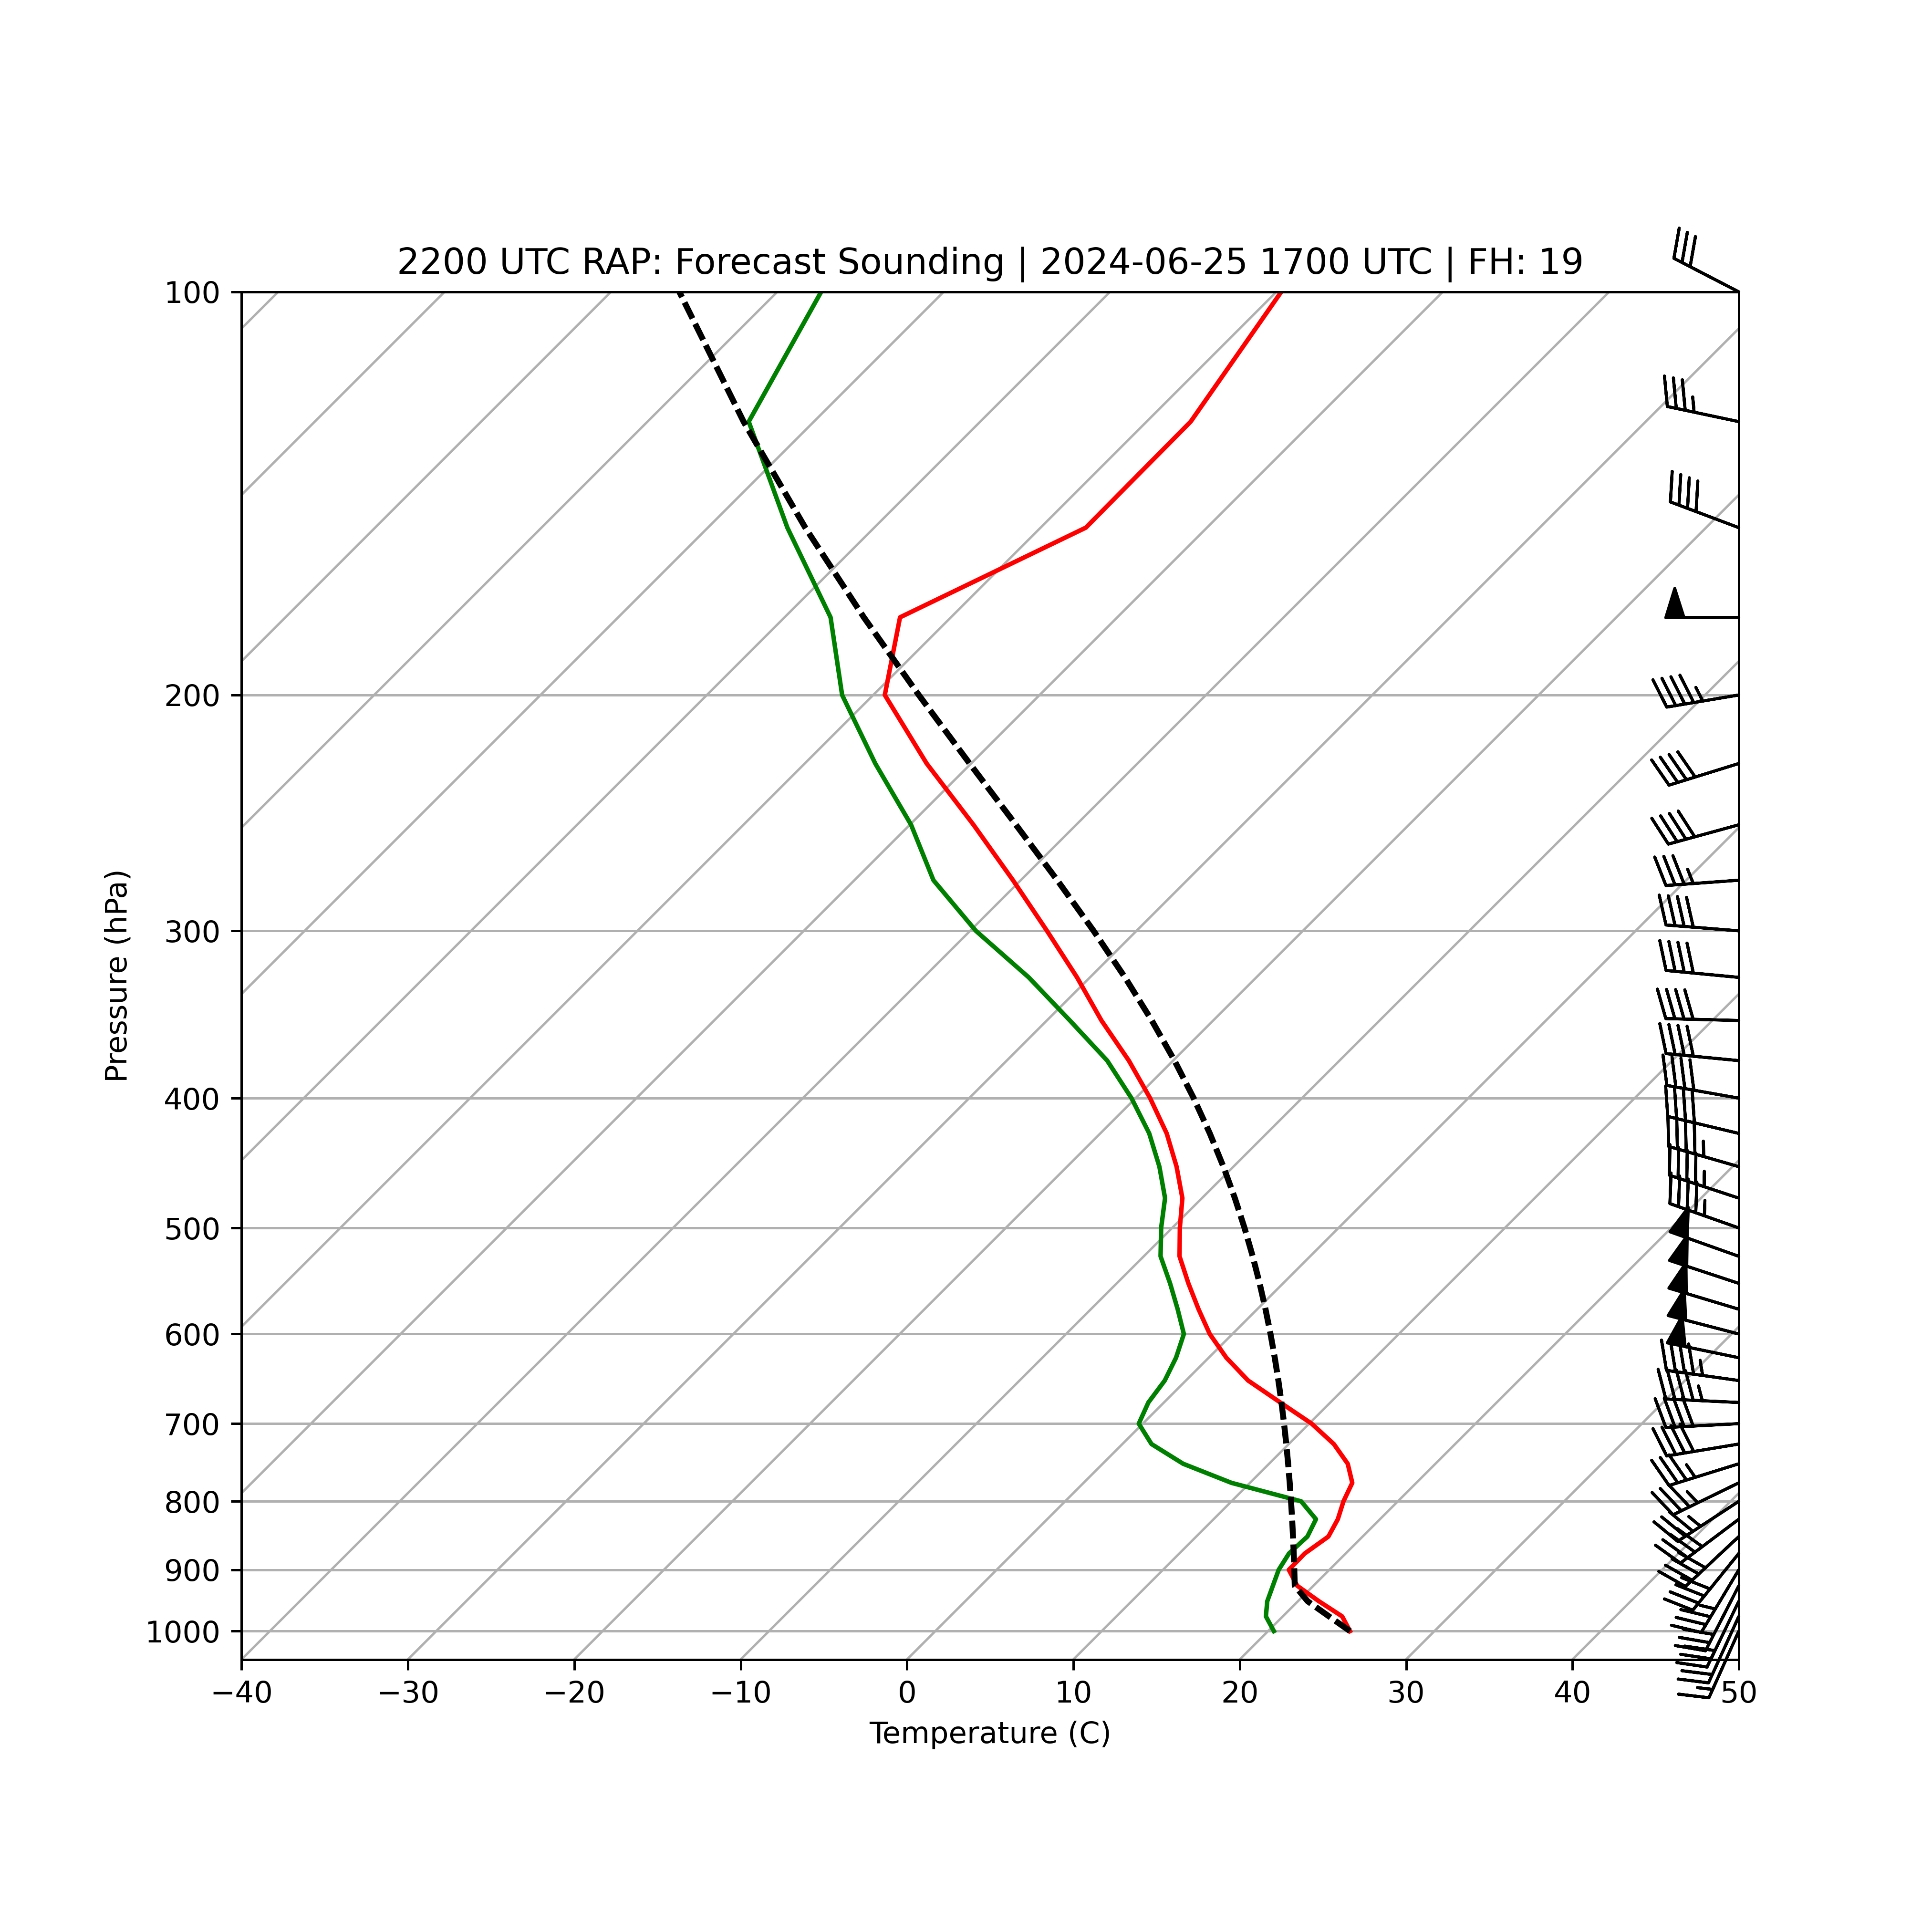 2200 UTC RAP: Forecast Sounding | 2024-06-25 1700 UTC | FH: 19
100
200
300
400
500
600
700
800
900
1000
Pressure (hPa)
−40 −30 −20 −10 0 10 20 30 40 50
Temperature (C)